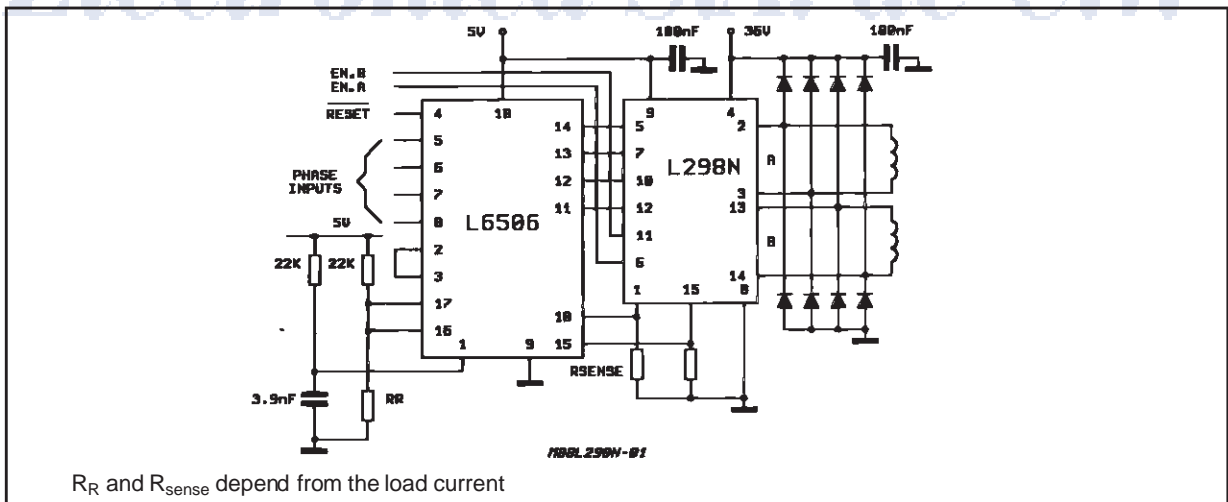 5V
100nF
36V
100nF
EN.B
EN.A
RESET
4
18
9
4
5
14
5
2
6
13
7
A
L298N
PHASE
INPUTS
7
12
10
3
8
11
12
13
L6506
5V
11
B
2
22K
22K
3
6
14
1
15
8
17
10
16
1
9
15
RSENSE
3.9nF
RR
M88L298N-01
RR and Rsense depend from the load current